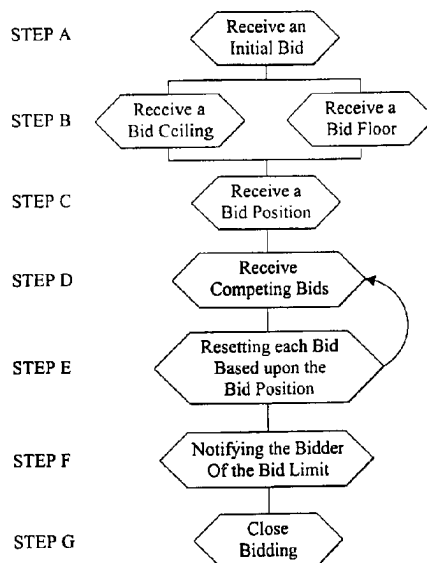 STEP A
Receive an
Initial Bid
STEP B
Receive a
Bid Ceiling
Receive a
Bid Floor
STEP C
Receive a
Bid Position
STEP D
Receive
Competing Bids
STEP E
Resetting each Bid
Based upon the
Bid Position
STEP F
Notifying the Bidder
Of the Bid Limit
STEP G
Close
Bidding